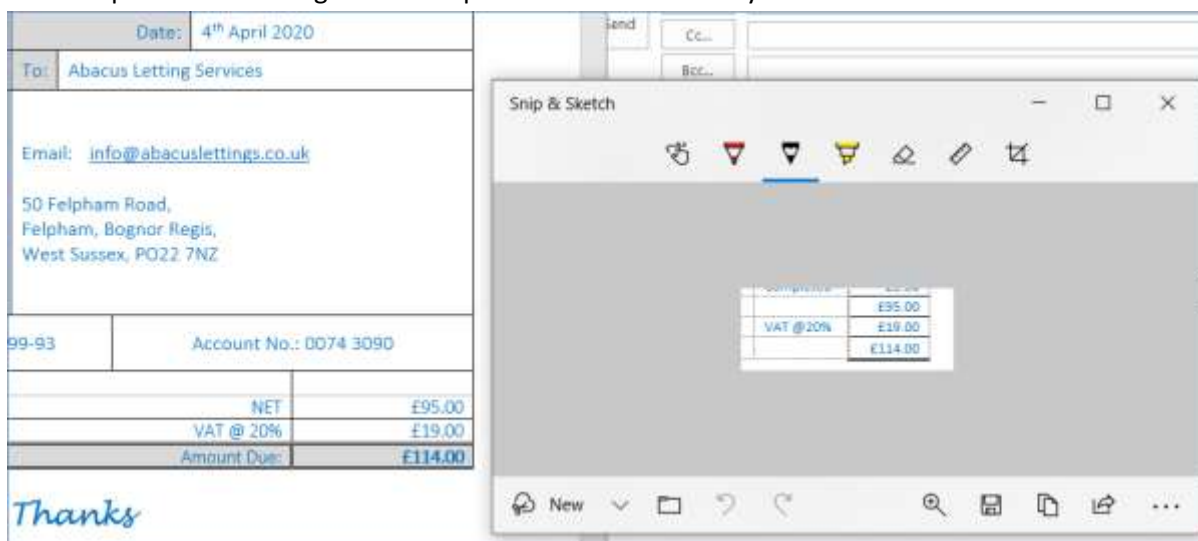 Date: 4th April 2020
To: Abacus Letting Services
Email: info@abacuslettings.co.uk
50 Felpham Road,
Felpham, Bognor Regis,
West Sussex, PO22 7NZ
99-93 Account No.: 0074 3090
NET £95.00
VAT @ 20% £19.00
Amount Due: £114.00
Thanks
Send
Cc...
Bcc...
Snip & Sketch
£95.00
VAT @20% £19.00
£114.00
New